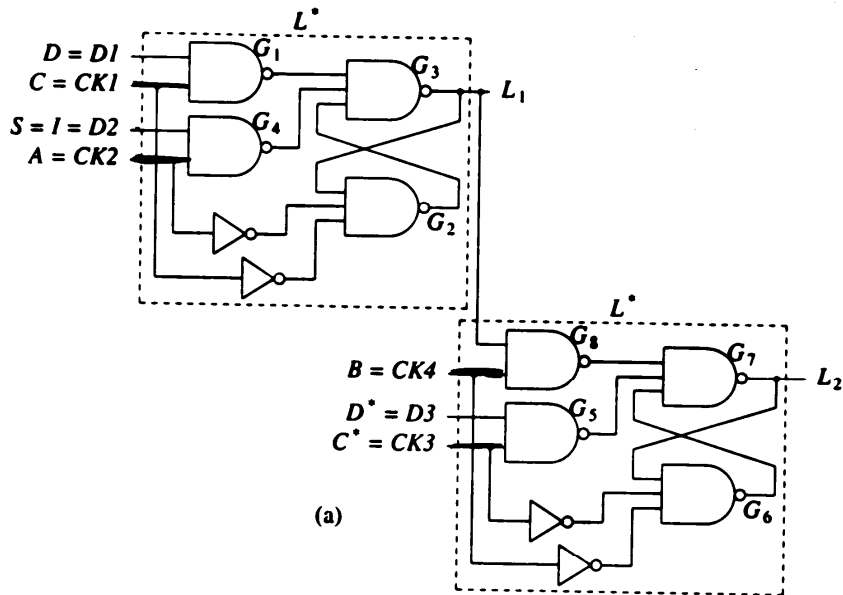 L*
D = D1
C = CK1
S = I = D2
A = CK2
G1
G3
G4
G2
L1
L*
B = CK4
D* = D3
C* = CK3
G8
G7
G5
G6
L2
(a)